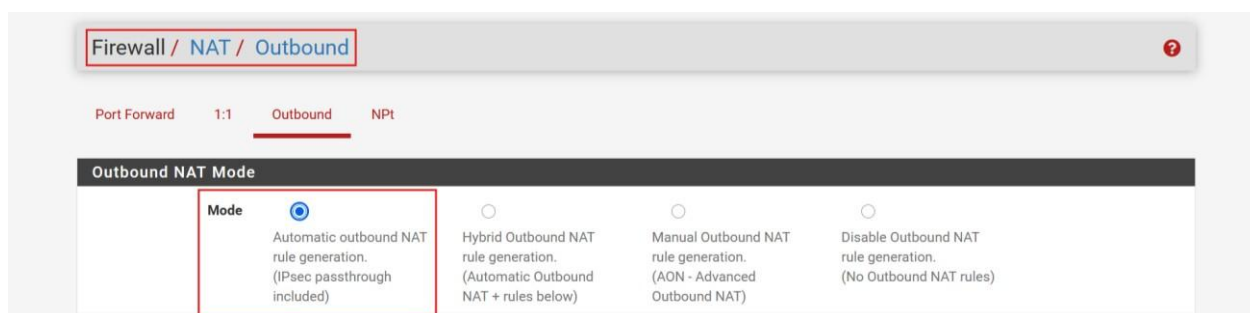 Firewall / NAT / Outbound
Port Forward 1:1 Outbound NPt
Outbound NAT Mode
Mode
Automatic outbound NAT
rule generation.
(IPsec passthrough
included)
Hybrid Outbound NAT
rule generation.
(Automatic Outbound
NAT + rules below)
Manual Outbound NAT
rule generation.
(AON - Advanced
Outbound NAT)
Disable Outbound NAT
rule generation.
(No Outbound NAT rules)